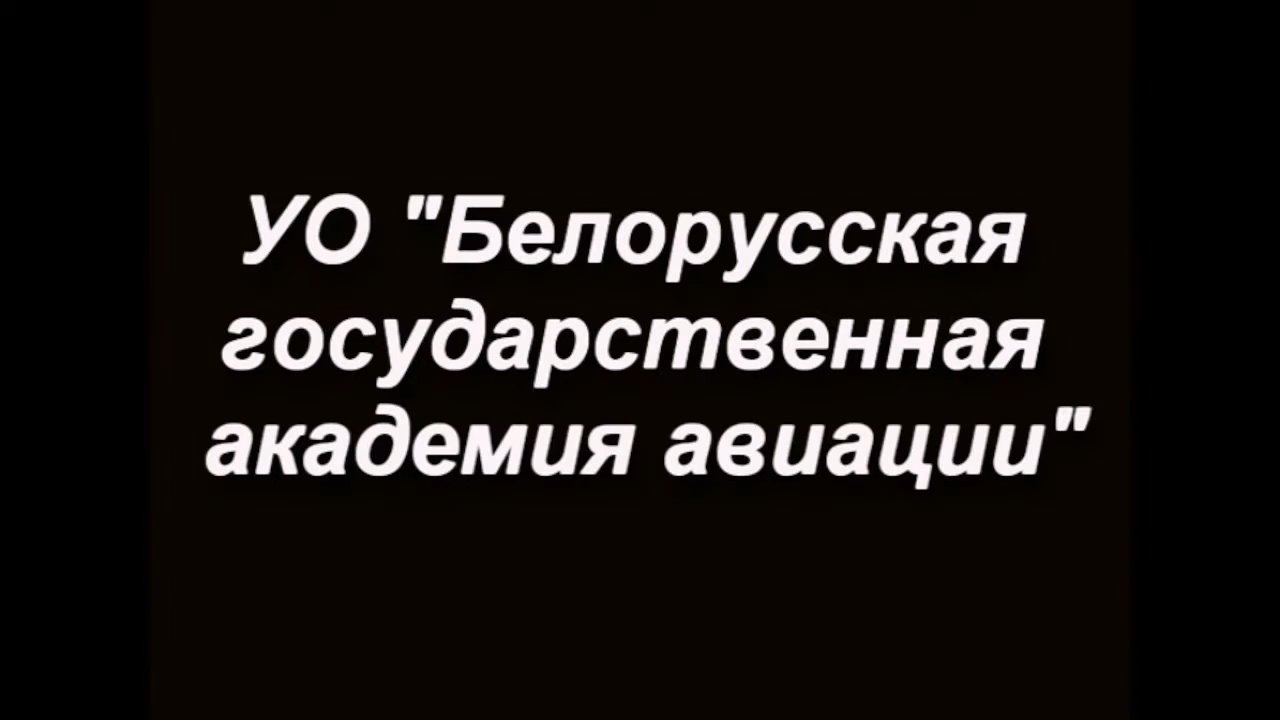 УО "Белорусская
государственная
академия авиации"